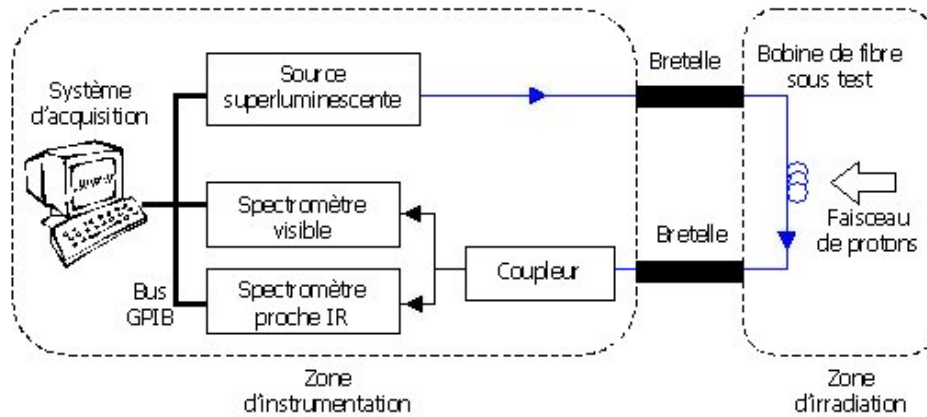 Système
d'acquisition
Source
superluminescente
Bretelle
Bobine de fibre
sous test
Spectromètre
visible
Bretelle
Faisceau
de protons
Coupleur
Bus
GPIB
Spectromètre
proche IR
Zone
d'instrumentation
Zone
d'irradiation